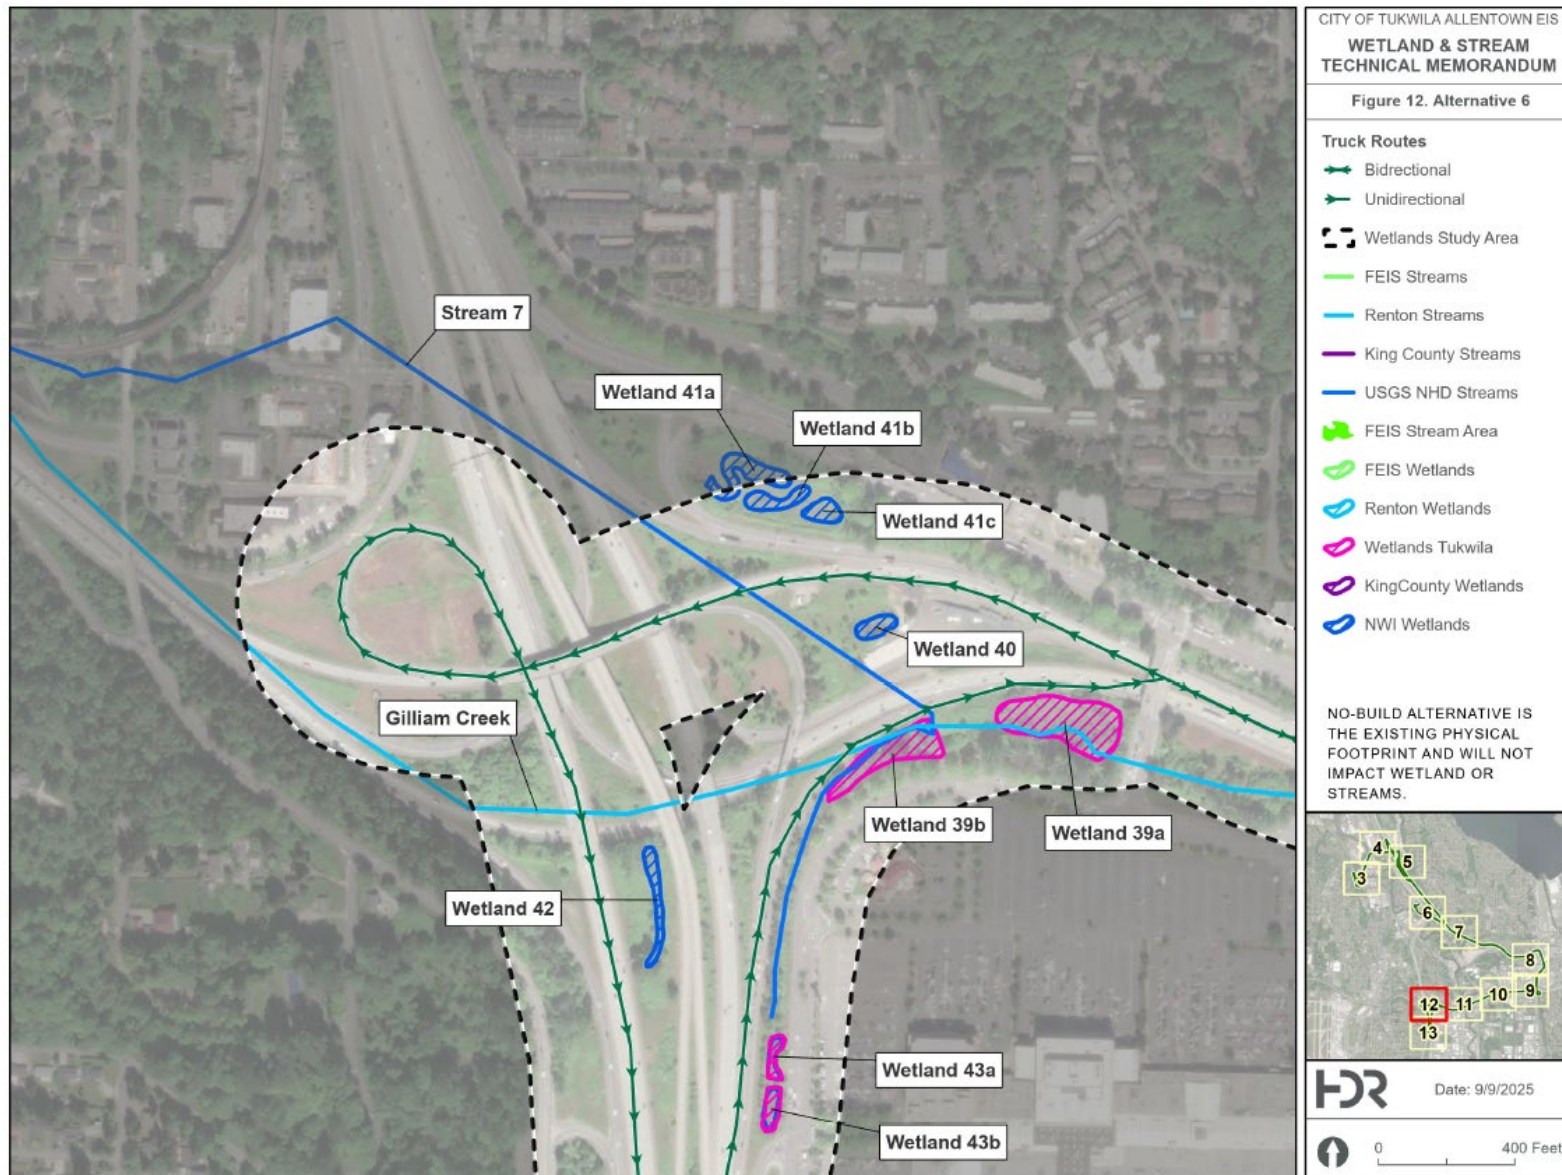 Stream 7
Wetland 41a
Wetland 41b
Wetland 41c
Wetland 40
Gilliam Creek
Wetland 39b
Wetland 39a
Wetland 42
Wetland 43a
Wetland 43b
CITY OF TUKWILA ALLENTOWN EIS
WETLAND & STREAM
TECHNICAL MEMORANDUM
Figure 12. Alternative 6
Truck Routes
Bidrectional
Unidirectional
Wetlands Study Area
FEIS Streams
Renton Streams
King County Streams
USGS NHD Streams
FEIS Stream Area
FEIS Wetlands
Renton Wetlands
Wetlands Tukwila
KingCounty Wetlands
NWI Wetlands
NO-BUILD ALTERNATIVE IS
THE EXISTING PHYSICAL
FOOTPRINT AND WILL NOT
IMPACT WETLAND OR
STREAMS.
4
5
3
6
7
8
9
10
11
12
13
HDR
Date: 9/9/2025
0 400 Feet